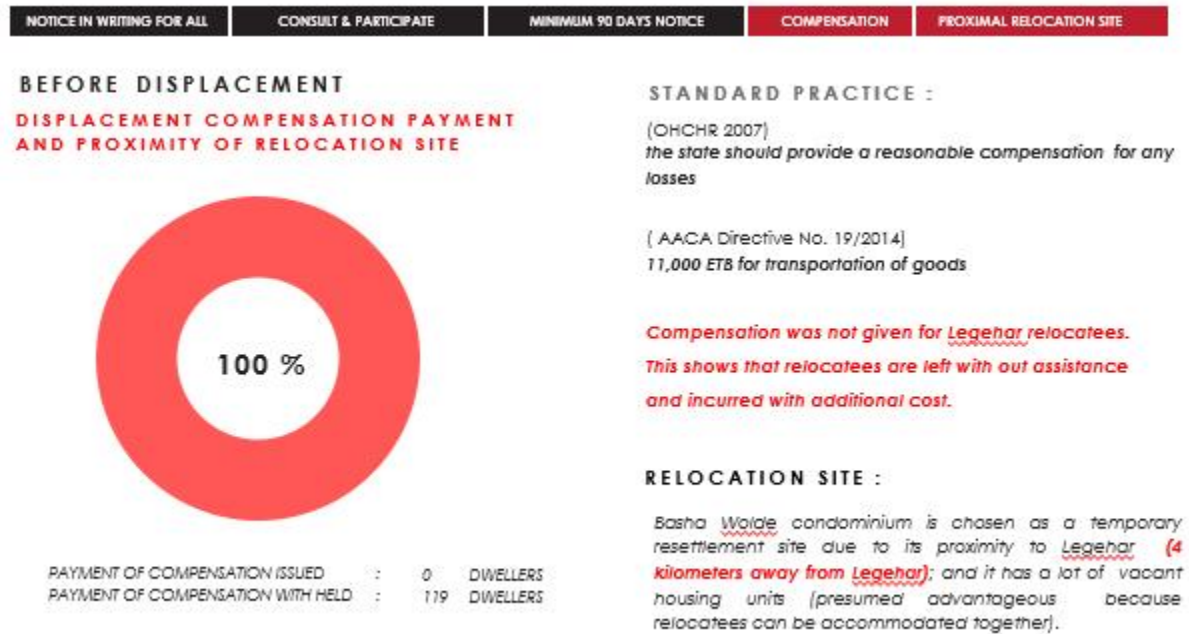 NOTICE IN WRITING FOR ALL
CONSULT & PARTICIPATE
MINIMUM 90 DAYS NOTICE
COMPENSATION
PROXIMAL RELOCATION SITE
BEFORE DISPLACEMENT
DISPLACEMENT COMPENSATION PAYMENT
AND PROXIMITY OF RELOCATION SITE
100 %
PAYMENT OF COMPENSATION ISSUED : 0 DWELLERS
PAYMENT OF COMPENSATION WITH HELD : 119 DWELLERS
STANDARD PRACTICE :
(OHCHR 2007)
the state should provide a reasonable compensation for any
losses
( AACA Directive No. 19/2014)
11,000 ETB for transportation of goods
Compensation was not given for Legehar relocatees.
This shows that relocatees are left with out assistance
and incurred with additional cost.
RELOCATION SITE :
Basha Wolde condominium is chosen as a temporary
resettlement site due to its proximity to Legehar (4
kilometers away from Legehar); and it has a lot of vacant
housing units (presumed advantageous because
relocatees can be accommodated together).